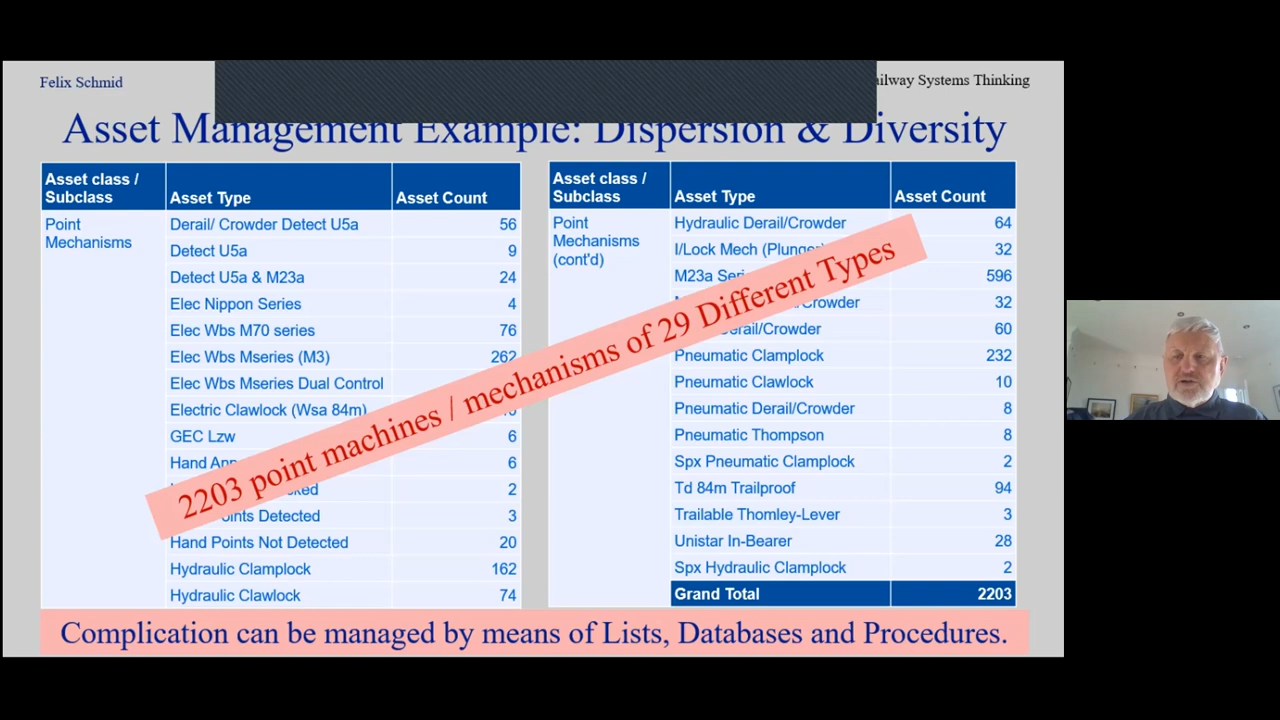 Felix Schmid
ailway Systems Thinking
Asset Management Example: Dispersion & Diversity
Asset class / Subclass Asset Type Asset Count
Point Mechanisms
Derail/ Crowder Detect U5a 56
Detect U5a 9
Detect U5a & M23a 24
Elec Nippon Series 4
Elec Wbs M70 series 76
Elec Wbs Mseries (M3) 262
Elec Wbs Mseries Dual Control
Electric Clawlock (Wsa 84m)
GEC Lzw 6
Hand 6
2
Detected 3
Hand Points Not Detected 20
Hydraulic Clamplock 162
Hydraulic Clawlock 74
Asset class / Subclass Asset Type Asset Count
Point Mechanisms (cont'd)
Hydraulic Derail/Crowder 64
I/Lock Mech (Plunger) 32
M23a 596
/Crowder 32
Derail/Crowder 60
Pneumatic Clamplock 232
Pneumatic Clawlock 10
Pneumatic Derail/Crowder 8
Pneumatic Thompson 8
Spx Pneumatic Clamplock 2
Td 84m Trailproof 94
Trailable Thomley-Lever 3
Unistar In-Bearer 28
Spx Hydraulic Clamplock 2
Grand Total 2203
2203 point machines / mechanisms of 29 Different Types
Complication can be managed by means of Lists, Databases and Procedures.